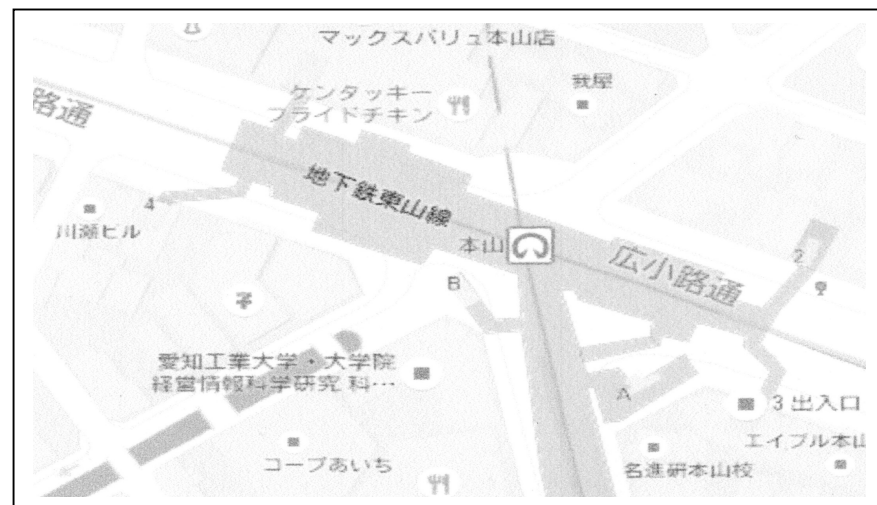 マックスバリュ本山店
我屋
ケンタッキー
フライドチキン
路通
地下鉄東山線
4
川瀬ビル
本山
広小路通
2
B
愛知工業大学・大学院
経営情報科学研究 科…
A
3 出入口
エイブル本山
コープあいち
名進研本山校